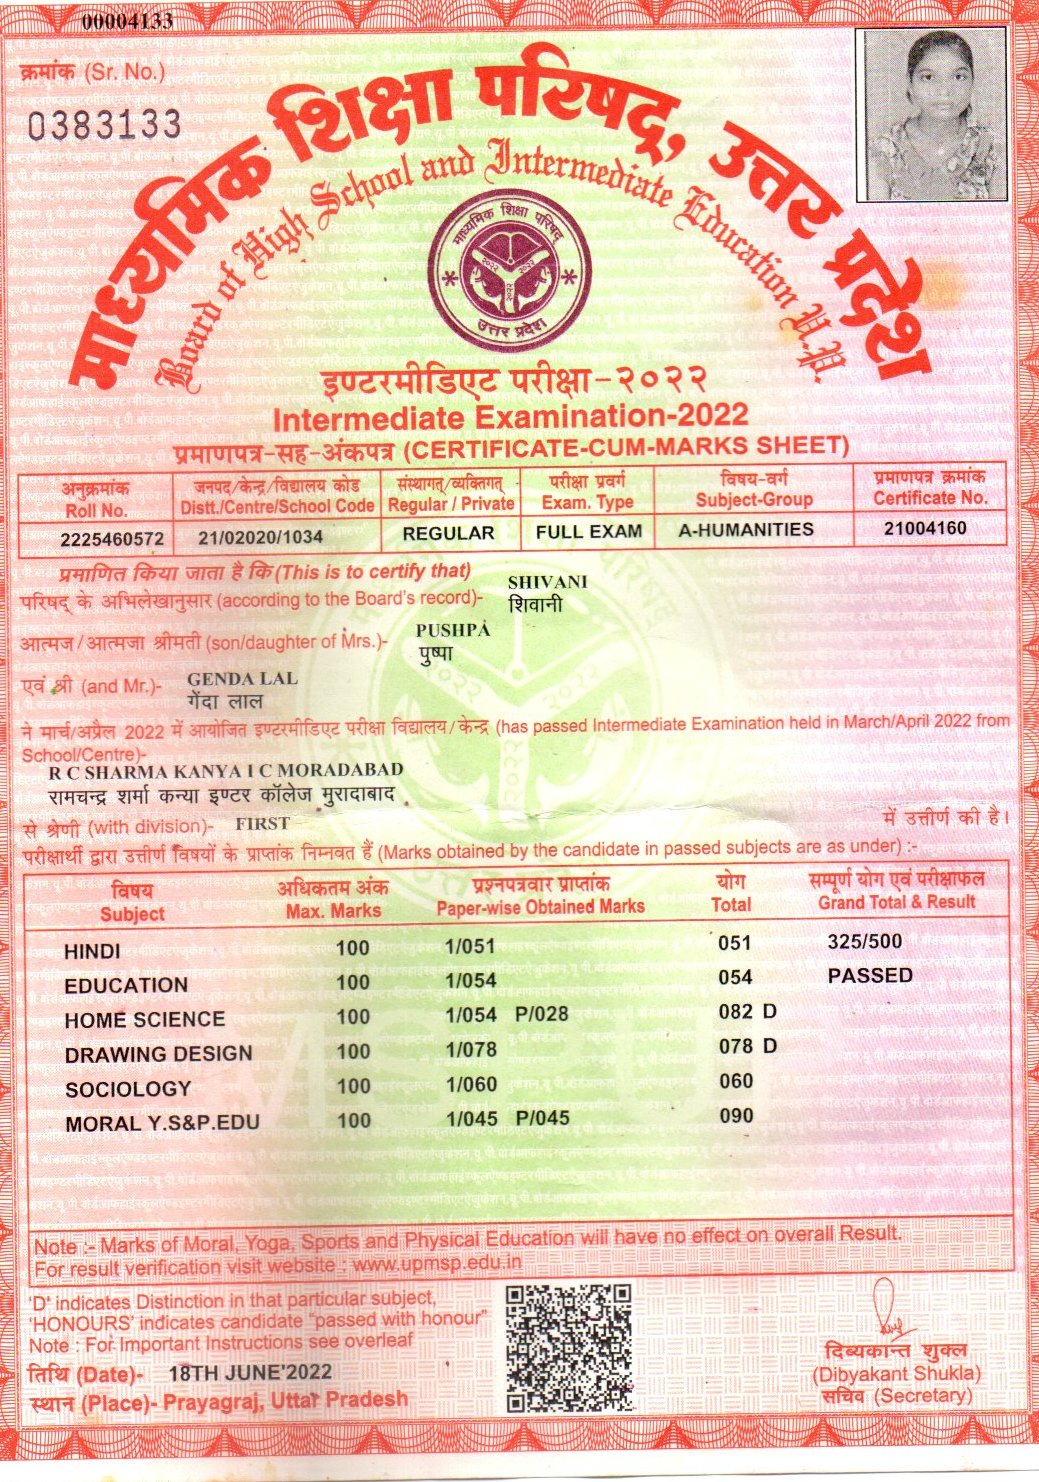 00004133
क्रमांक (Sr. No.)
0383133
माध्यमिक शिक्षा परिषद्, उत्तर प्रदेश
Board of High School and Intermediate Education U.P.
माध्यमिक शिक्षा परिषद्
२०२२ २०२२
२०२२
उत्तर प्रदेश
इण्टरमीडिएट परीक्षा-२०२२
Intermediate Examination-2022
प्रमाणपत्र-सह-अंकपत्र (CERTIFICATE-CUM-MARKS SHEET)
अनुक्रमांक जनपद/केन्द्र/विद्यालय कोड संस्थागत्/व्यक्तिगत् परीक्षा प्रवर्ग विषय-वर्ग प्रमाणपत्र क्रमांक
Roll No. Distt./Centre/School Code Regular / Private Exam. Type Subject-Group Certificate No.
2225460572 21/02020/1034 REGULAR FULL EXAM A-HUMANITIES 21004160
प्रमाणित किया जाता है कि (This is to certify that)
SHIVANI
परिषद् के अभिलेखानुसार (according to the Board's record)- शिवानी
PUSHPA
आत्मज/आत्मजा श्रीमती (son/daughter of Mrs.)- पुष्पा
एवं श्री (and Mr.)- GENDA LAL
गेंदा लाल
ने मार्च/अप्रैल 2022 में आयोजित इण्टरमीडिएट परीक्षा विद्यालय/केन्द्र (has passed Intermediate Examination held in March/April 2022 from
School/Centre)-
R C SHARMA KANYA I C MORADABAD
रामचन्द्र शर्मा कन्या इण्टर कॉलेज मुरादाबाद
से श्रेणी (with division)- FIRST में उत्तीर्ण की है।
परीक्षार्थी द्वारा उत्तीर्ण विषयों के प्राप्तांक निम्नवत हैं (Marks obtained by the candidate in passed subjects are as under) :-
विषय अधिकतम अंक प्रश्नपत्रवार प्राप्तांक योग सम्पूर्ण योग एवं परीक्षाफल
Subject Max. Marks Paper-wise Obtained Marks Total Grand Total & Result
HINDI 100 1/051 051 325/500
EDUCATION 100 1/054 054 PASSED
HOME SCIENCE 100 1/054 P/028 082 D
DRAWING DESIGN 100 1/078 078 D
SOCIOLOGY 100 1/060 060
MORAL Y.S&P.EDU 100 1/045 P/045 090
Note :- Marks of Moral, Yoga, Sports and Physical Education will have no effect on overall Result.
For result verification visit website : www.upmsp.edu.in
'D' indicates Distinction in that particular subject,
'HONOURS' indicates candidate "passed with honour"
Note : For Important Instructions see overleaf
तिथि (Date)- 18TH JUNE'2022
स्थान (Place)- Prayagraj, Uttar Pradesh
दिब्यकान्त शुक्ल
(Dibyakant Shukla)
सचिव (Secretary)